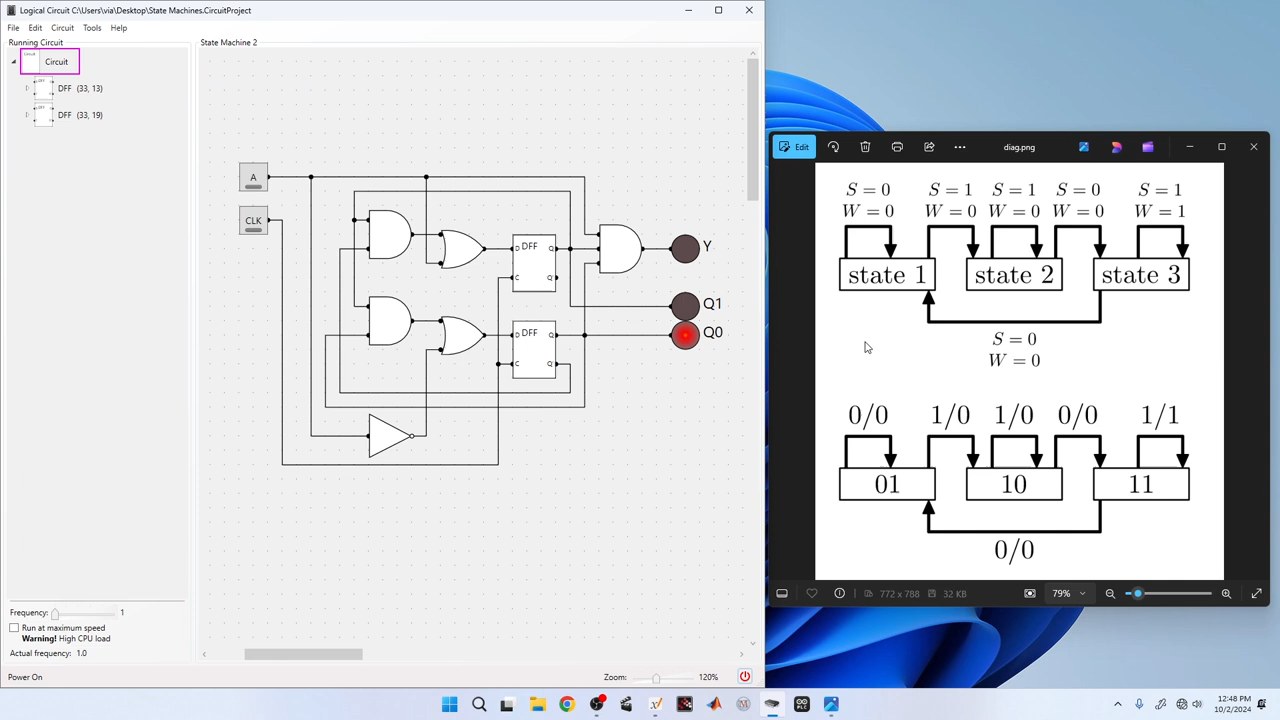 Logical Circuit C:\Users\via\Desktop\State Machines.CircuitProject
File Edit Circuit Tools Help
Running Circuit
Circuit
Circuit
DFF
DFF (33, 13)
DFF
DFF (33, 19)
Frequency: 1
Run at maximum speed
Warning! High CPU load
Actual frequency: 1.0
State Machine 2
A
CLK
D DFF Q
C Q'
D DFF Q
C Q'
Y
Q1
Q0
Power On
Zoom: 120%
Edit
diag.png
S = 0 S = 1 S = 1 S = 0 S = 1
W = 0 W = 0 W = 0 W = 0 W = 1
state 1 state 2 state 3
S = 0
W = 0
0/0 1/0 1/0 0/0 1/1
01 10 11
0/0
772 x 788 32 KB
79%
PLC
12:48 PM
10/2/2024